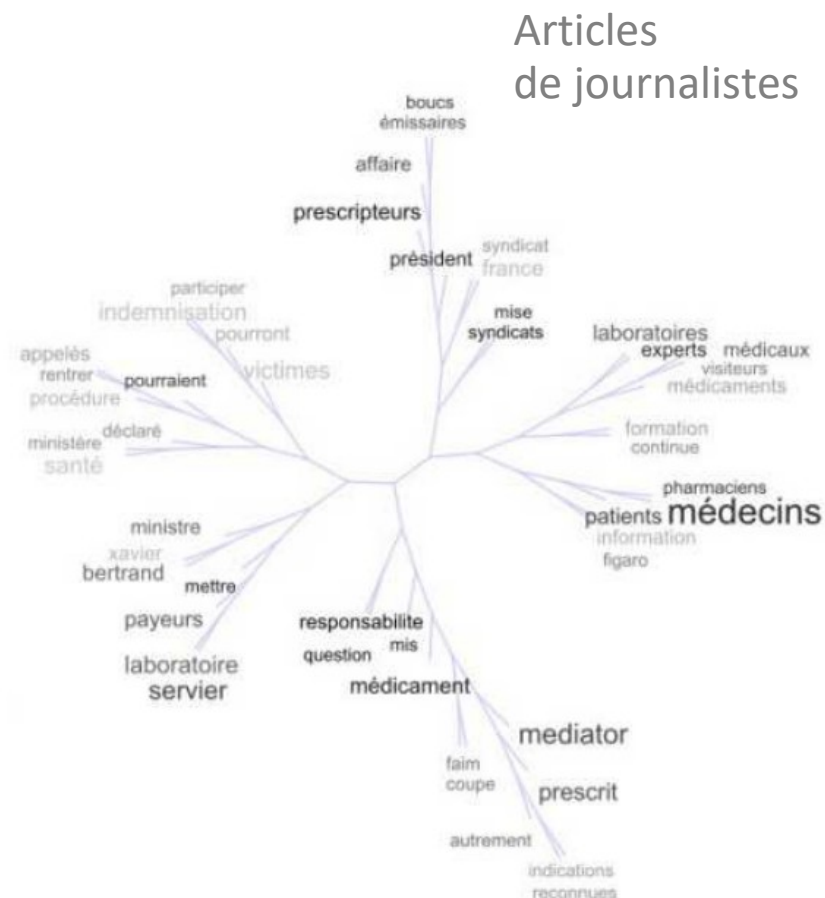 Articles
de journalistes
boucs
émissaires
affaire
prescripteurs
président
syndicat
france
mise
syndicats
participer
indemnisation
pourront
victimes
appelés
rentrer
pourraient
procédure
déclaré
ministère
santé
laboratoires
experts médicaux
visiteurs
médicaments
formation
continue
pharmaciens
patients médecins
information
figaro
ministre
xavier
bertrand
mettre
payeurs
laboratoire
servier
responsabilite
mis
question
médicament
mediator
faim
coupe
prescrit
autrement
indications
reconnues